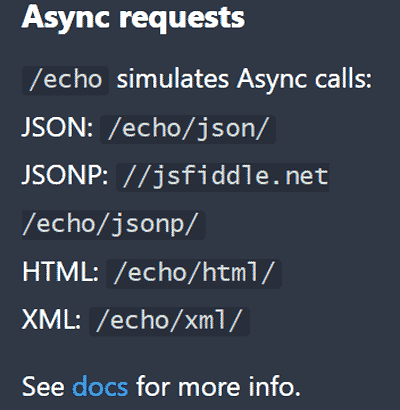 Async requests
/echo simulates Async calls:
JSON: /echo/json/
JSONP: //jsfiddle.net
/echo/jsonp/
HTML: /echo/html/
XML: /echo/xml/
See docs for more info.